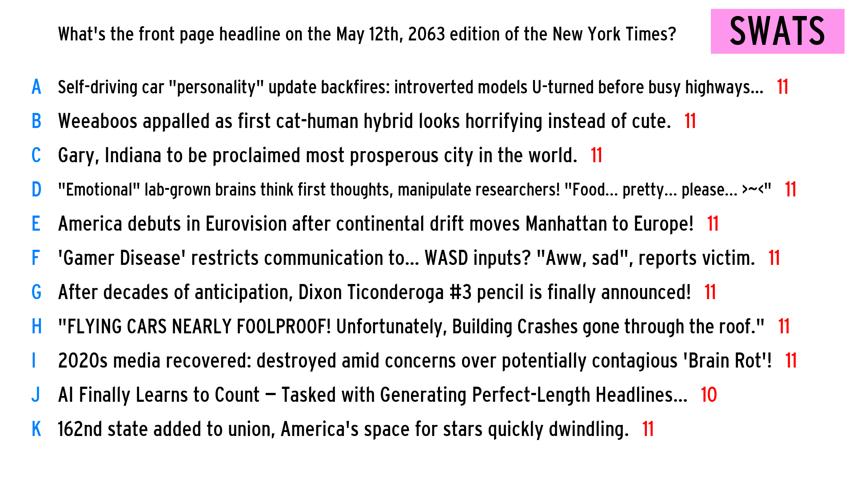 What's the front page headline on the May 12th, 2063 edition of the New York Times?
SWATS
A Self-driving car "personality" update backfires: introverted models U-turned before busy highways... 11
B Weeaboos appalled as first cat-human hybrid looks horrifying instead of cute. 11
C Gary, Indiana to be proclaimed most prosperous city in the world. 11
D "Emotional" lab-grown brains think first thoughts, manipulate researchers! "Food... pretty... please... >~<" 11
E America debuts in Eurovision after continental drift moves Manhattan to Europe! 11
F 'Gamer Disease' restricts communication to... WASD inputs? "Aww, sad", reports victim. 11
G After decades of anticipation, Dixon Ticonderoga #3 pencil is finally announced! 11
H "FLYING CARS NEARLY FOOLPROOF! Unfortunately, Building Crashes gone through the roof." 11
I 2020s media recovered: destroyed amid concerns over potentially contagious 'Brain Rot'! 11
J AI Finally Learns to Count – Tasked with Generating Perfect-Length Headlines... 10
K 162nd state added to union, America's space for stars quickly dwindling. 11